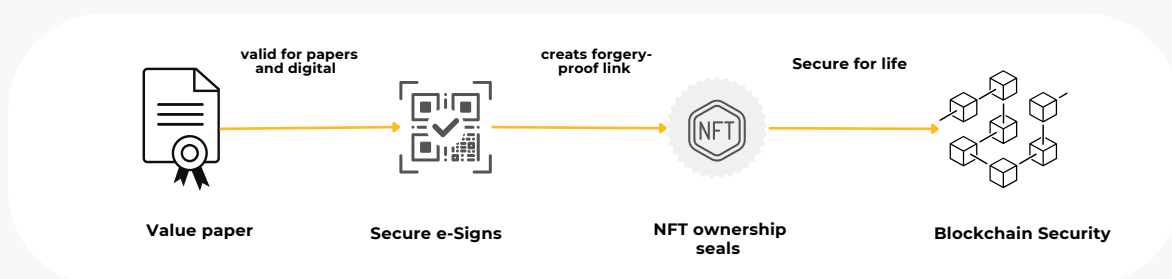 valid for papers
and digital
creats forgery-
proof link
Secure for life
NFT
Value paper
Secure e-Signs
NFT ownership
seals
Blockchain Security